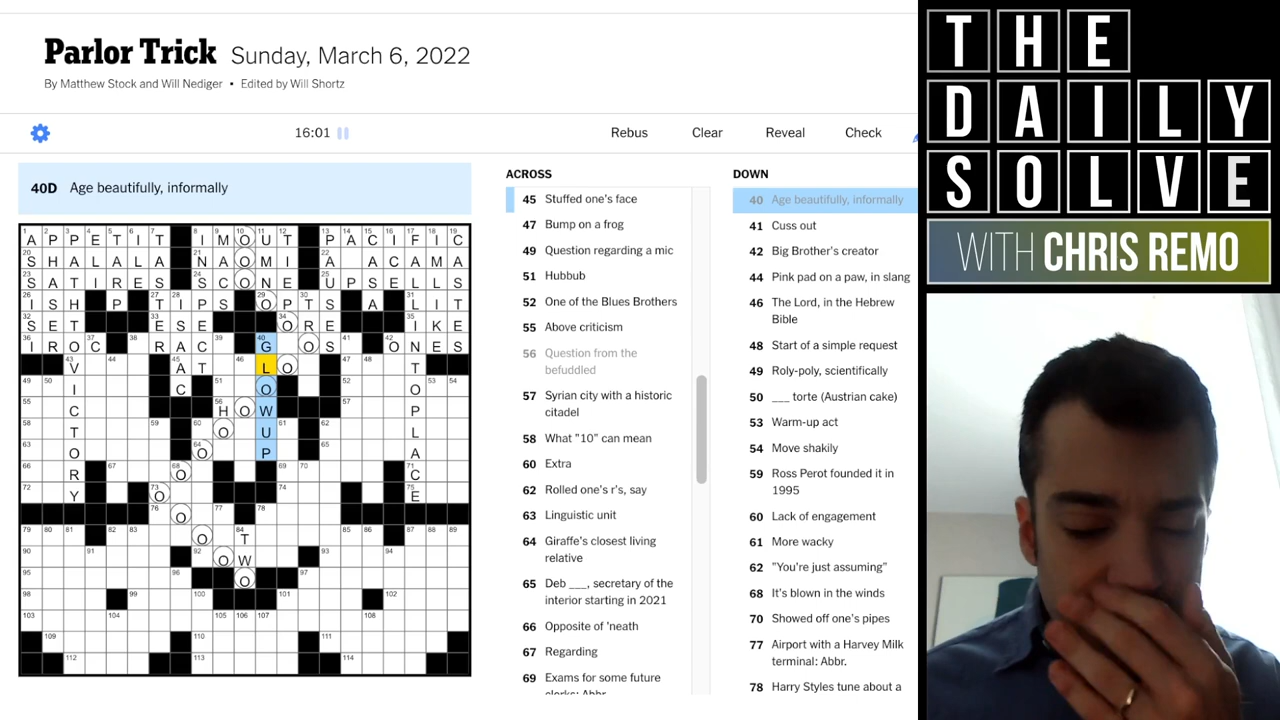 Parlor Trick Sunday, March 6, 2022
By Matthew Stock and Will Nediger • Edited by Will Shortz
16:01
Rebus Clear Reveal Check
40D Age beautifully, informally
ACROSS
45 Stuffed one's face
47 Bump on a frog
49 Question regarding a mic
51 Hubbub
52 One of the Blues Brothers
55 Above criticism
56 Question from the
befuddled
57 Syrian city with a historic
citadel
58 What "10" can mean
60 Extra
62 Rolled one's r's, say
63 Linguistic unit
64 Giraffe's closest living
relative
65 Deb ___, secretary of the
interior starting in 2021
66 Opposite of 'neath
67 Regarding
69 Exams for some future
clerks: Abbr.
DOWN
40 Age beautifully, informally
41 Cuss out
42 Big Brother's creator
44 Pink pad on a paw, in slang
46 The Lord, in the Hebrew
Bible
48 Start of a simple request
49 Roly-poly, scientifically
50 ___ torte (Austrian cake)
53 Warm-up act
54 Move shakily
59 Ross Perot founded it in
1995
60 Lack of engagement
61 More wacky
62 "You're just assuming"
68 It's blown in the winds
70 Showed off one's pipes
77 Airport with a Harvey Milk
terminal: Abbr.
78 Harry Styles tune about a
THE
DAILY
SOLVE
WITH CHRIS REMO